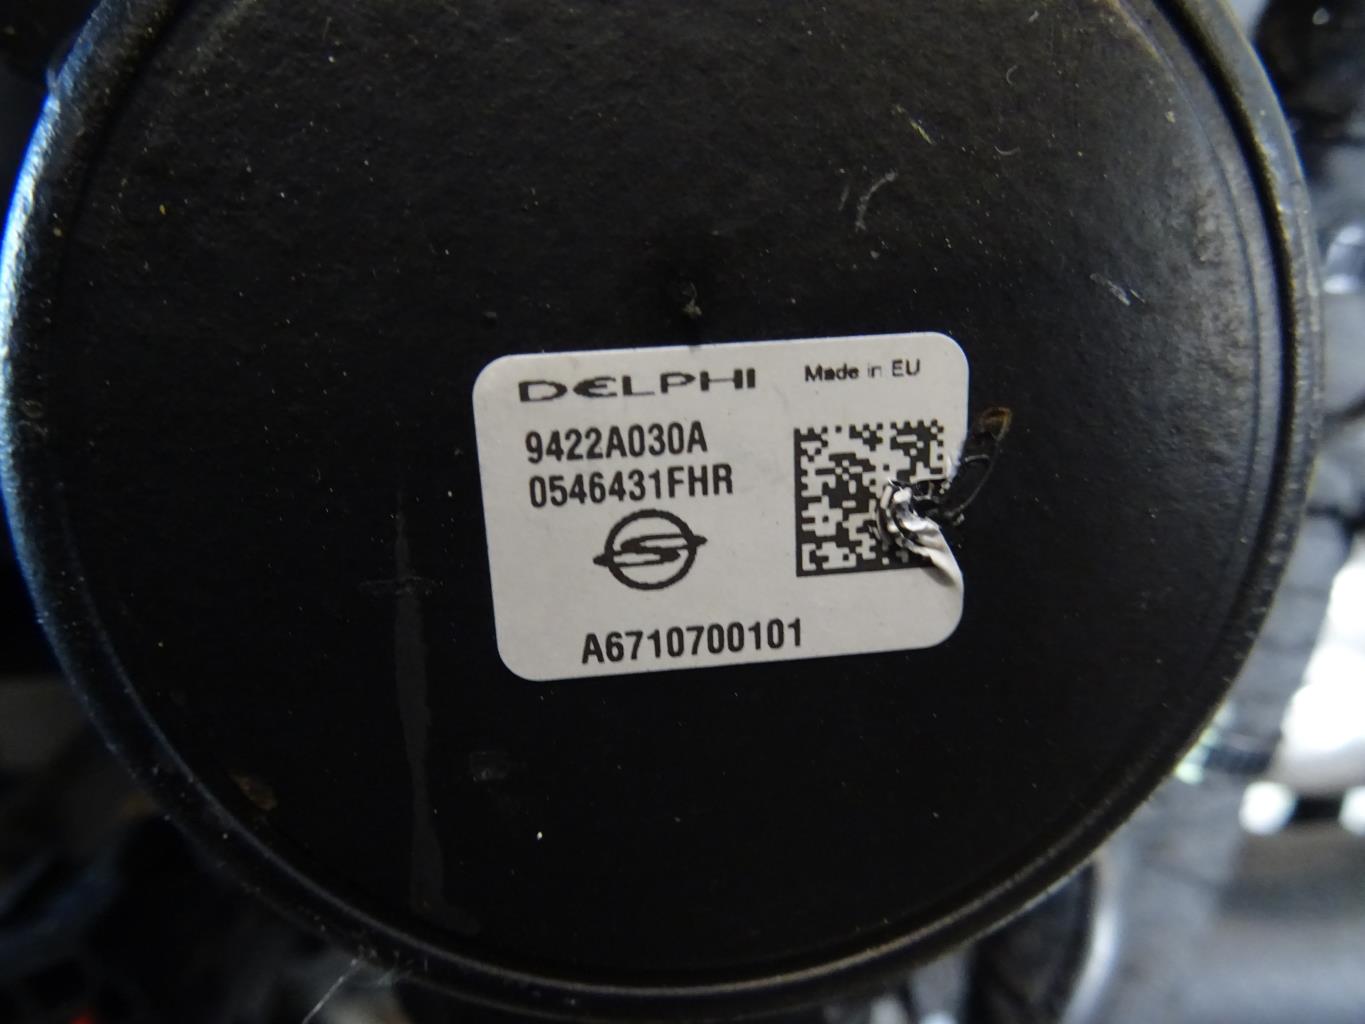 DELPHI Made in EU
9422A030A
0546431FHR
A6710700101